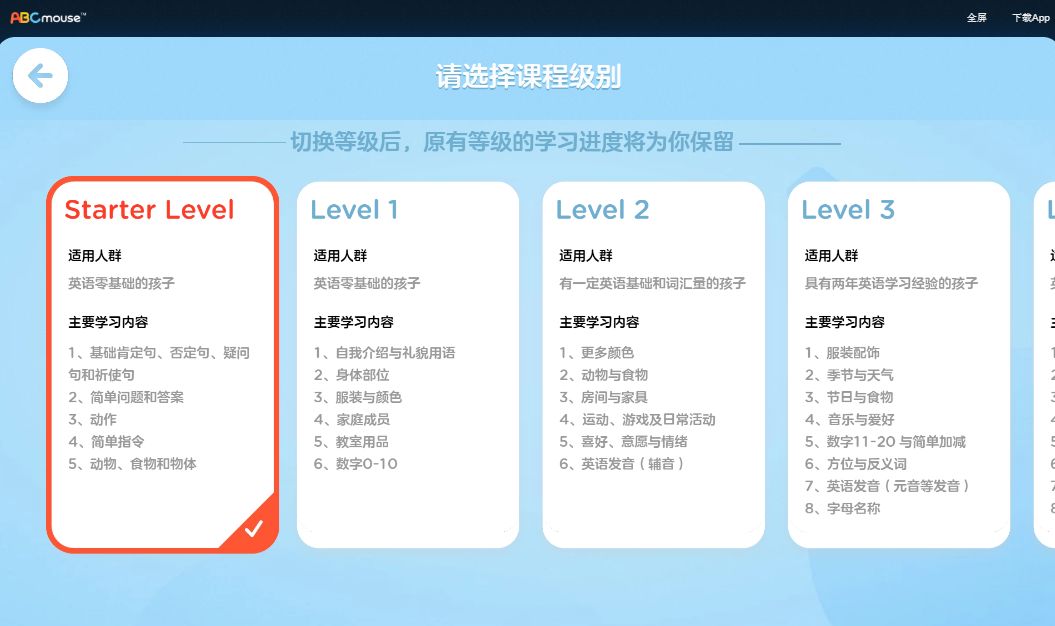 ABCmouse™
全屏
下载App
请选择课程级别
切换等级后，原有等级的学习进度将为你保留
Starter Level
适用人群
英语零基础的孩子
主要学习内容
1、基础肯定句、否定句、疑问
句和祈使句
2、简单问题和答案
3、动作
4、简单指令
5、动物、食物和物体
Level 1
适用人群
英语零基础的孩子
主要学习内容
1、自我介绍与礼貌用语
2、身体部位
3、服装与颜色
4、家庭成员
5、教室用品
6、数字0-10
Level 2
适用人群
有一定英语基础和词汇量的孩子
主要学习内容
1、更多颜色
2、动物与食物
3、房间与家具
4、运动、游戏及日常活动
5、喜好、意愿与情绪
6、英语发音（辅音）
Level 3
适用人群
具有两年英语学习经验的孩子
主要学习内容
1、服装配饰
2、季节与天气
3、节日与食物
4、音乐与爱好
5、数字11-20 与简单加减
6、方位与反义词
7、英语发音（元音等发音）
8、字母名称